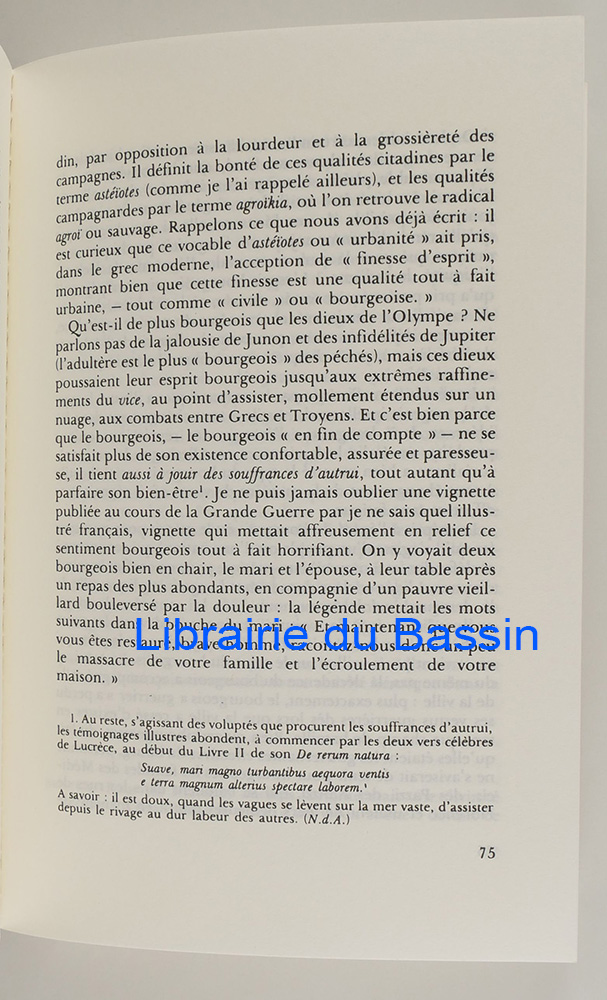 din, par opposition à la lourdeur et à la grossièreté des
campagnes. Il définit la bonté de ces qualités citadines par le
terme astéïotes (comme je l'ai rappelé ailleurs), et les qualités
campagnardes par le terme agroïkia, où l'on retrouve le radical
agroï ou sauvage. Rappelons ce que nous avons déjà écrit : il
est curieux que ce vocable d'astéïotes ou « urbanité » ait pris,
dans le grec moderne, l'acception de « finesse d'esprit »,
montrant bien que cette finesse est une qualité tout à fait
urbaine, – tout comme « civile » ou « bourgeoise. »
Qu'est-il de plus bourgeois que les dieux de l'Olympe ? Ne
parlons pas de la jalousie de Junon et des infidélités de Jupiter
(l'adultère est le plus « bourgeois » des péchés), mais ces dieux
poussaient leur esprit bourgeois jusqu'aux extrêmes raffine-
ments du vice, au point d'assister, mollement étendus sur un
nuage, aux combats entre Grecs et Troyens. Et c'est bien parce
que le bourgeois, – le bourgeois « en fin de compte » – ne se
satisfait plus de son existence confortable, assurée et paresseu-
se, il tient aussi à jouir des souffrances d'autrui, tout autant qu'à
parfaire son bien-être¹. Je ne puis jamais oublier une vignette
publiée au cours de la Grande Guerre par je ne sais quel illus-
tré français, vignette qui mettait affreusement en relief ce
sentiment bourgeois tout à fait horrifiant. On y voyait deux
bourgeois bien en chair, le mari et l'épouse, à leur table après
un repas des plus abondants, en compagnie d'un pauvre vieil-
lard bouleversé par la douleur : la légende mettait les mots
suivants dans la bouche du mari : « Et maintenant que vous
Librairie du Bassin
vous êtes restauré, brave homme, racontez-nous donc un peu
le massacre de votre famille et l'écroulement de votre
maison. »
1. Au reste, s'agissant des voluptés que procurent les souffrances d'autrui,
les témoignages illustres abondent, à commencer par les deux vers célèbres
de Lucrèce, au début du Livre II de son De rerum natura :
Suave, mari magno turbantibus aequora ventis
e terra magnum alterius spectare laborem.¹
A savoir : il est doux, quand les vagues se lèvent sur la mer vaste, d'assister
depuis le rivage au dur labeur des autres. (N.d.A.)
75